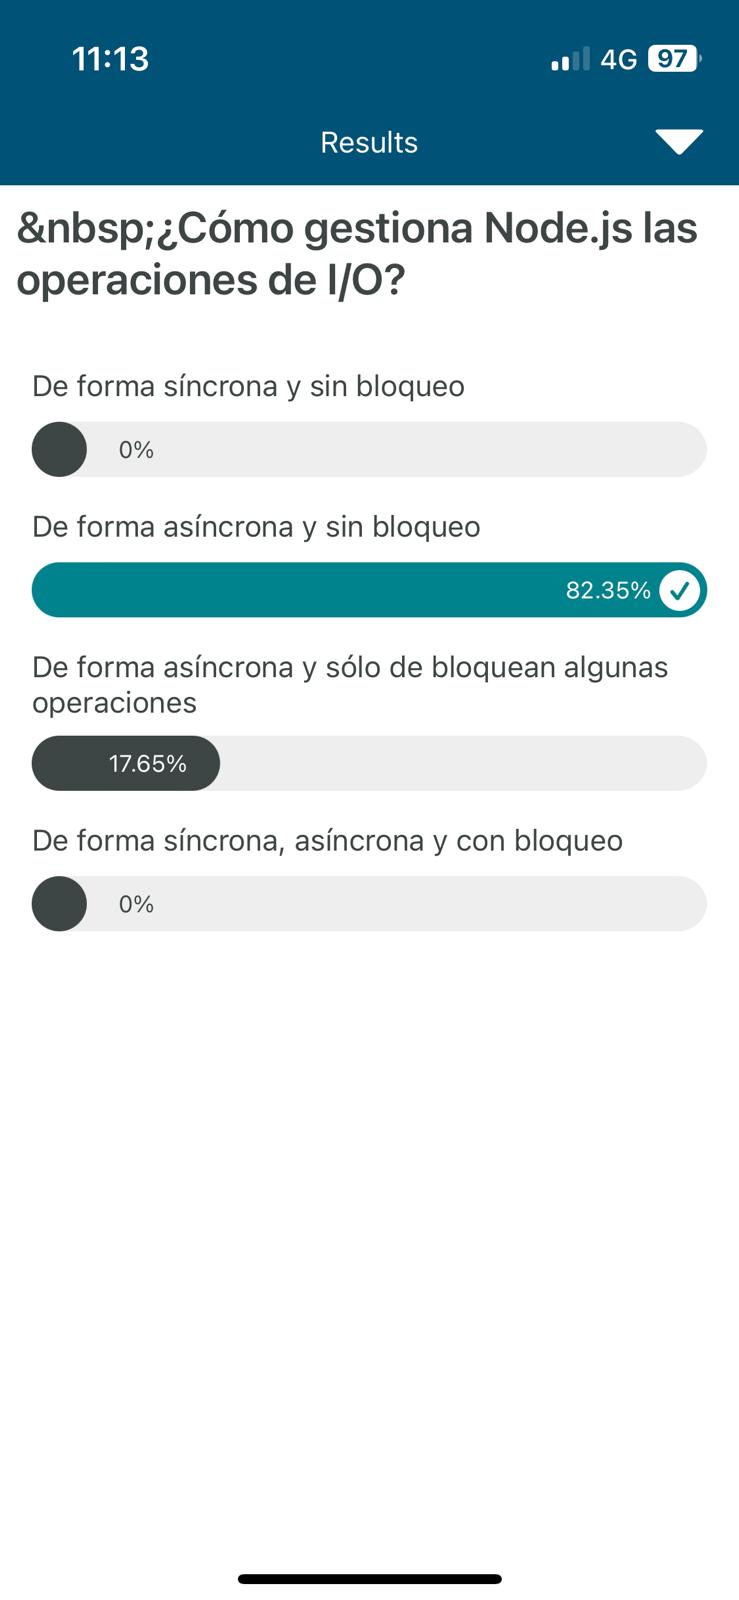 11:13
4G 97
Results
&nbsp;¿Cómo gestiona Node.js las
operaciones de I/O?
De forma síncrona y sin bloqueo
0%
De forma asíncrona y sin bloqueo
82.35%
De forma asíncrona y sólo de bloquean algunas
operaciones
17.65%
De forma síncrona, asíncrona y con bloqueo
0%